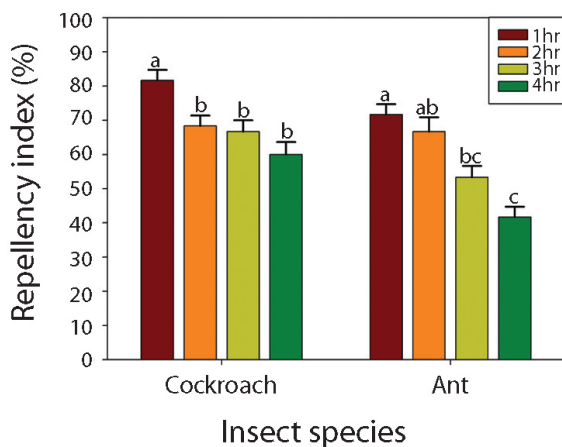 Repellency index (%)
100
90
80
70
60
50
40
30
20
10
0
a
b
b
b
a
ab
bc
c
1hr
2hr
3hr
4hr
Cockroach
Ant
Insect species